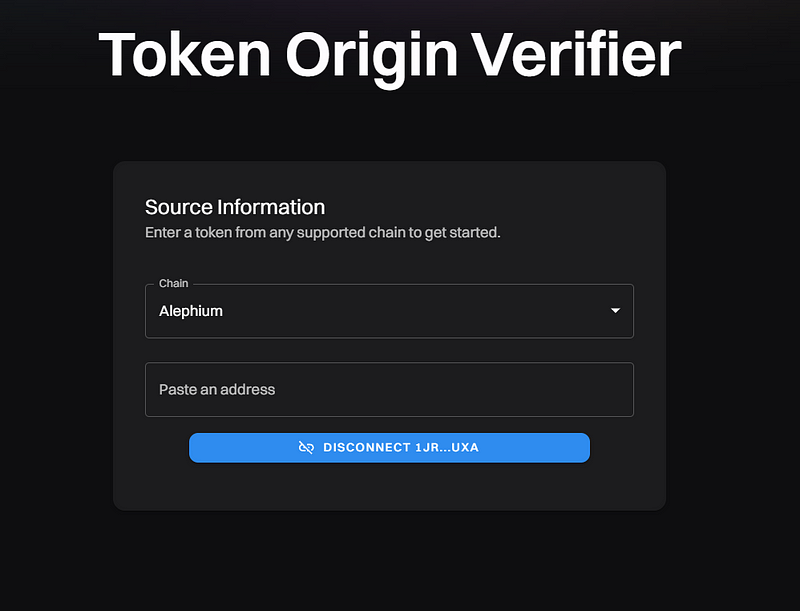 Token Origin Verifier
Source Information
Enter a token from any supported chain to get started.
Chain
Alephium
Paste an address
DISCONNECT 1JR...UXA